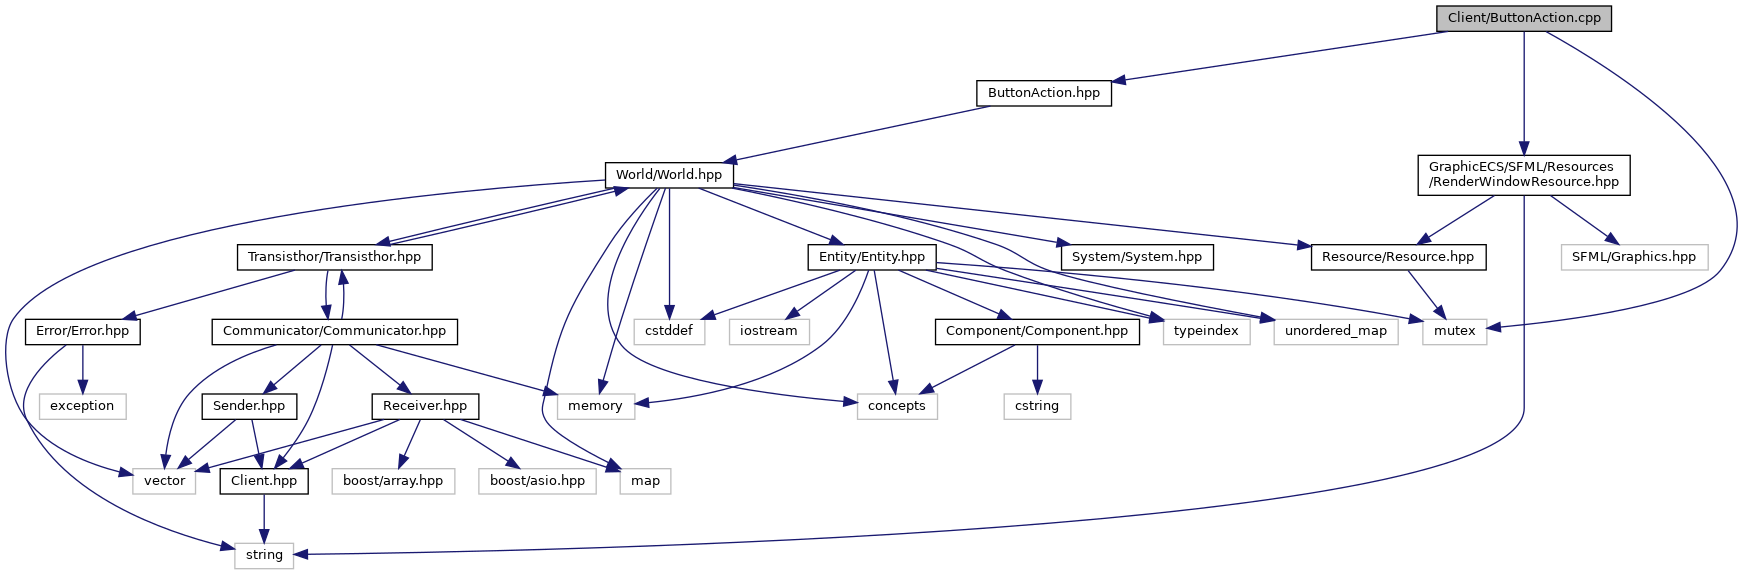 Client/ButtonAction.cpp
ButtonAction.hpp
World/World.hpp
GraphicECS/SFML/Resources
/RenderWindowResource.hpp
Transisthor/Transisthor.hpp
Entity/Entity.hpp
System/System.hpp
Resource/Resource.hpp
SFML/Graphics.hpp
Error/Error.hpp
Communicator/Communicator.hpp
cstddef
iostream
Component/Component.hpp
typeindex
unordered_map
mutex
exception
Sender.hpp
Receiver.hpp
memory
concepts
cstring
vector
Client.hpp
boost/array.hpp
boost/asio.hpp
map
string